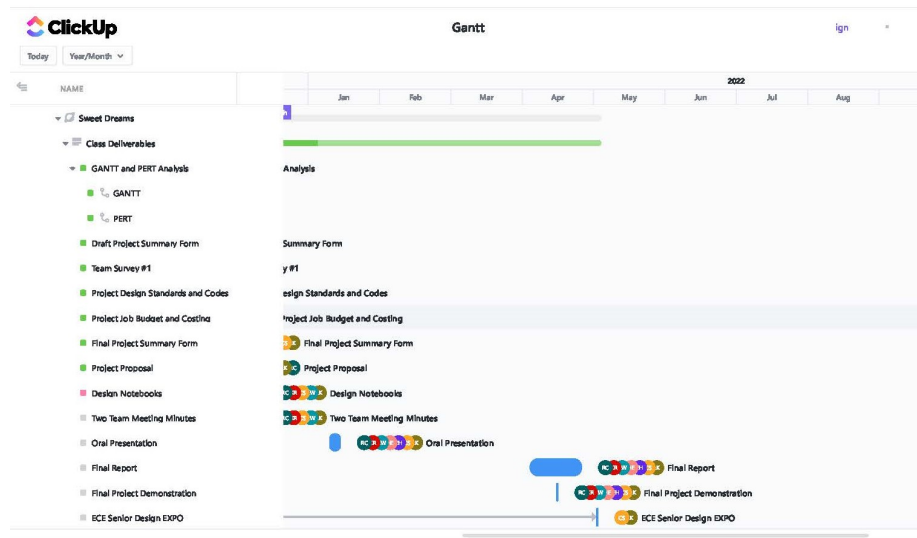 ClickUp
Gantt
ign
Today
Year/Month
NAME
2022
Jan Feb Mar Apr May Jun Jul Aug
Sweet Dreams
Class Deliverables
GANTT and PERT Analysis Analysis
GANTT
PERT
Draft Project Summary Form Summary Form
Team Survey #1 y #1
Project Design Standards and Codes esign Standards and Codes
Project Job Budget and Costing Project Job Budget and Costing
Final Project Summary Form Final Project Summary Form
Project Proposal Project Proposal
Design Notebooks Design Notebooks
Two Team Meeting Minutes Two Team Meeting Minutes
Oral Presentation RC Oral Presentation
Final Report RC Final Report
Final Project Demonstration RC Final Project Demonstration
ECE Senior Design EXPO ECE Senior Design EXPO